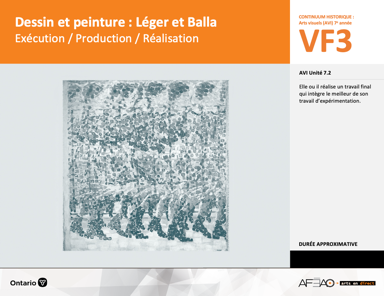 Dessin et peinture : Léger et Balla
Exécution / Production / Réalisation
CONTINUUM HISTORIQUE :
Arts visuels (AVI) 7e année
VF3
AVI Unité 7.2
Elle ou il réalise un travail final
qui intègre le meilleur de son
travail d'expérimentation.
DURÉE APPROXIMATIVE
Ontario
AFEAO
arts en direct